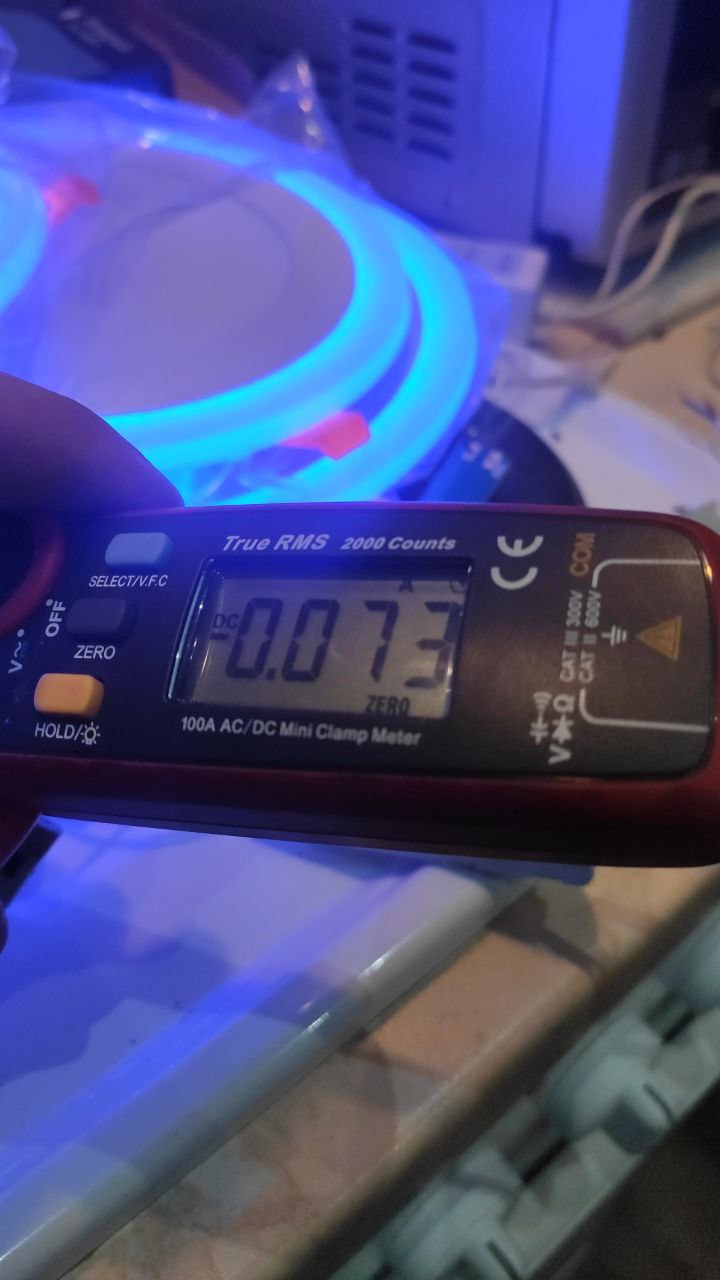 True RMS 2000 Counts
SELECT/V.F.C
OFF
ZERO
V
HOLD/
DC A
-0.073
ZERO
100A AC/DC Mini Clamp Meter
CE
COM
CAT III 300V
CAT II 600V
VΩ